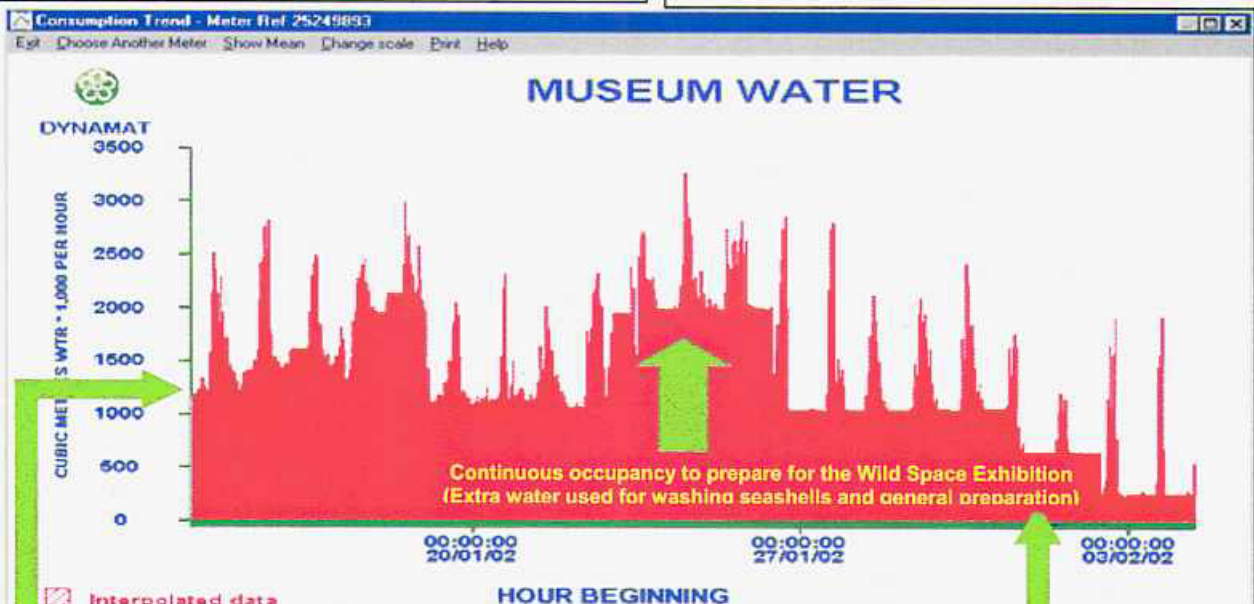 Consumption Trend - Meter Ref 25249893
Exit Choose Another Meter Show Mean Change scale Print Help
MUSEUM WATER
DYNAMAT
3500
3000
2500
2000
1500
1000
500
0
WTR * 1,000 PER HOUR
Continuous occupancy to prepare for the Wild Space Exhibition
(Extra water used for washing seashells and general preparation)
00:00:00 00:00:00 00:00:00
20/01/02 27/01/02 03/02/02
Interpolated data
HOUR BEGINNING